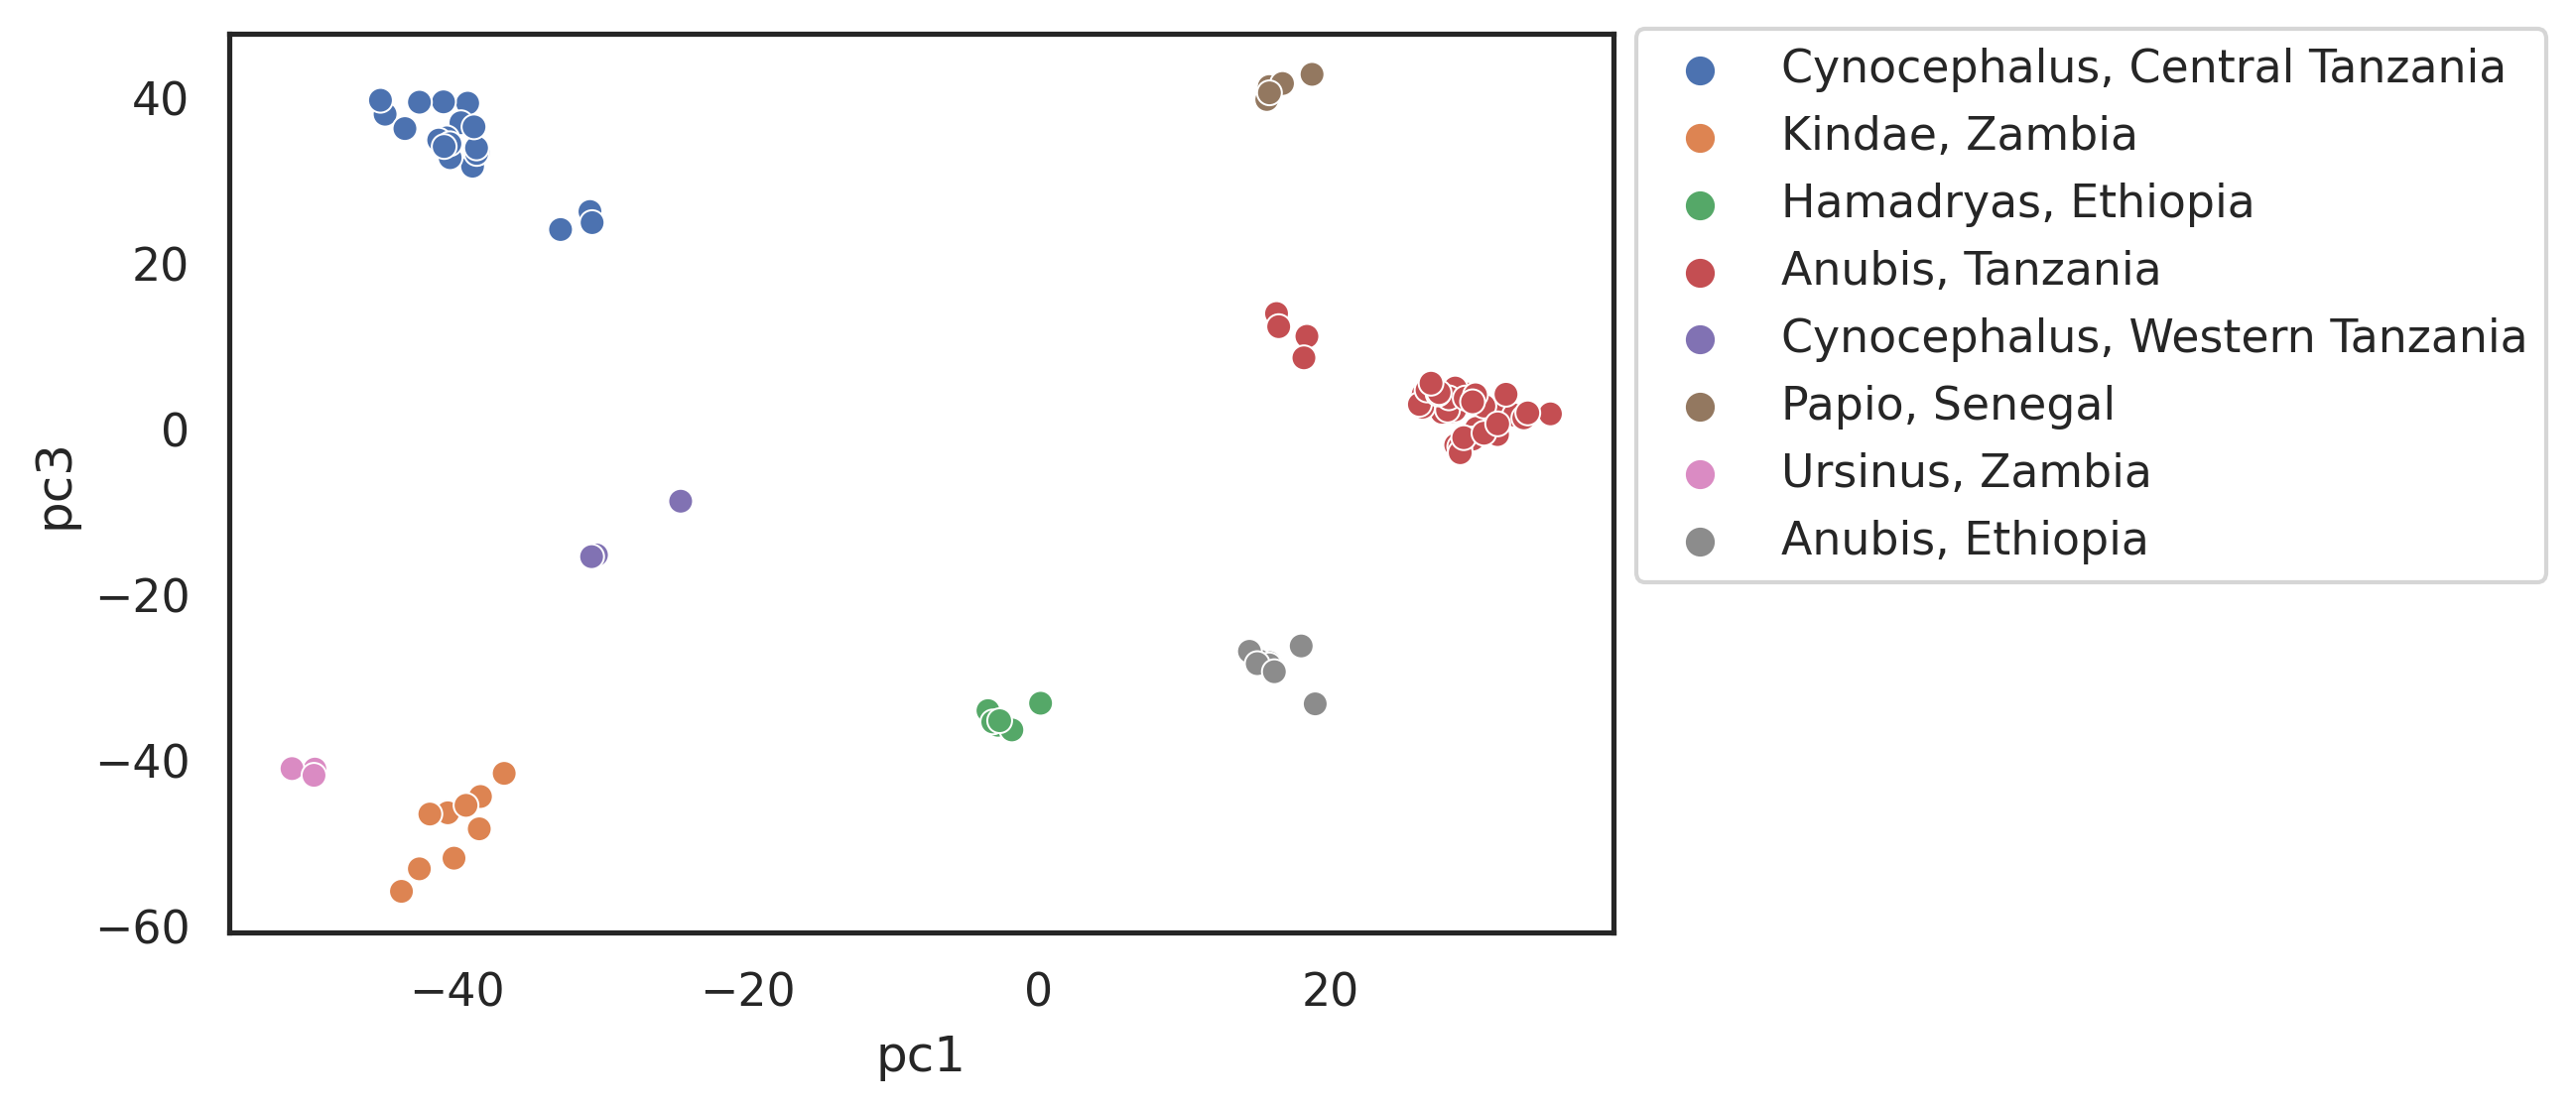 40
20
0
−20
−40
−60
pc3
−40
−20
0
20
pc1
Cynocephalus, Central Tanzania
Kindae, Zambia
Hamadryas, Ethiopia
Anubis, Tanzania
Cynocephalus, Western Tanzania
Papio, Senegal
Ursinus, Zambia
Anubis, Ethiopia